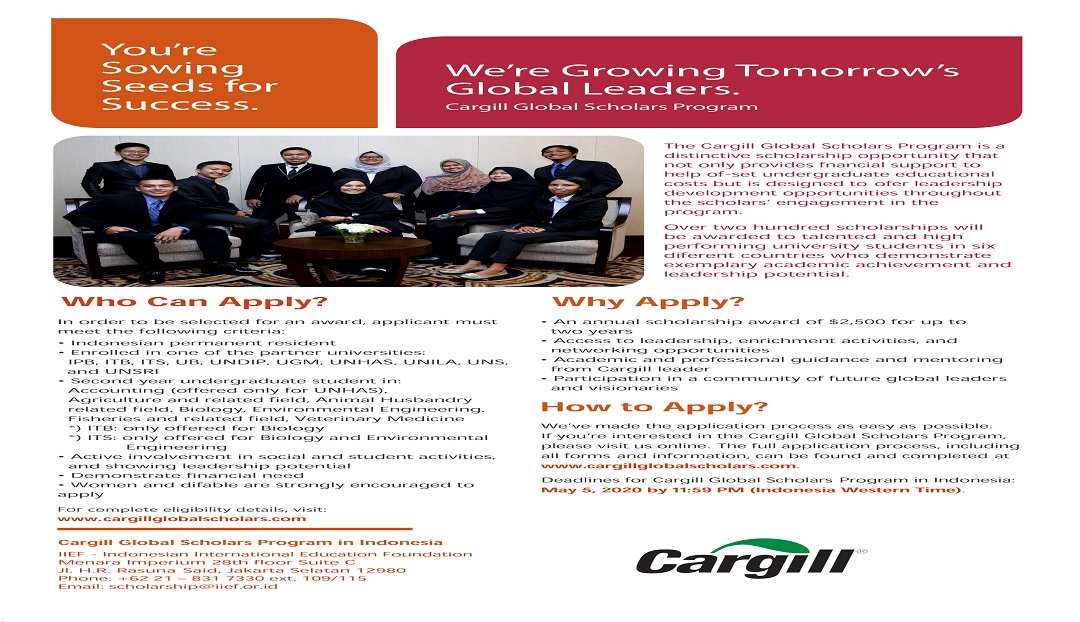 You're
Sowing
Seeds for
Success.
We're Growing Tomorrow's
Global Leaders.
Cargill Global Scholars Program
The Cargill Global Scholars Program is a
distinctive scholarship opportunity that
not only provides fnancial support to
help of-set undergraduate educational
costs but is designed to ofer leadership
development opportunities throughout
the scholars' engagement in the
program.
Over two hundred scholarships will
be awarded to talented and high
performing university students in six
diferent countries who demonstrate
exemplary academic achievement and
leadership potential.
Who Can Apply?
In order to be selected for an award, applicant must
meet the following criteria:
• Indonesian permanent resident
• Enrolled in one of the partner universities:
IPB, ITB, ITS, UB, UNDIP, UGM, UNHAS, UNILA, UNS,
and UNSRI
• Second year undergraduate student in:
Accounting (offered only for UNHAS),
Agriculture and related field, Animal Husbandry
related field, Biology, Environmental Engineering,
Fisheries and related field, Veterinary Medicine
*) ITB: only offered for Biology
*) ITS: only offered for Biology and Environmental
Engineering
• Active involvement in social and student activities,
and showing leadership potential
• Demonstrate financial need
• Women and difable are strongly encouraged to
apply
For complete eligibility details, visit:
www.cargillglobalscholars.com
Cargill Global Scholars Program in Indonesia
IIEF - Indonesian International Education Foundation
Menara Imperium 28th floor Suite C
Jl. H.R. Rasuna Said, Jakarta Selatan 12980
Phone: +62 21 – 831 7330 ext. 109/115
Email: scholarship@iief.or.id
Why Apply?
• An annual scholarship award of $2,500 for up to
two years
• Access to leadership, enrichment activities, and
networking opportunities
• Academic and professional guidance and mentoring
from Cargill leader
• Participation in a community of future global leaders
and visionaries
How to Apply?
We've made the application process as easy as possible.
If you're interested in the Cargill Global Scholars Program,
please visit us online. The full application process, including
all forms and information, can be found and completed at
www.cargillglobalscholars.com.
Deadlines for Cargill Global Scholars Program in Indonesia:
May 5, 2020 by 11:59 PM (Indonesia Western Time).
Cargill®